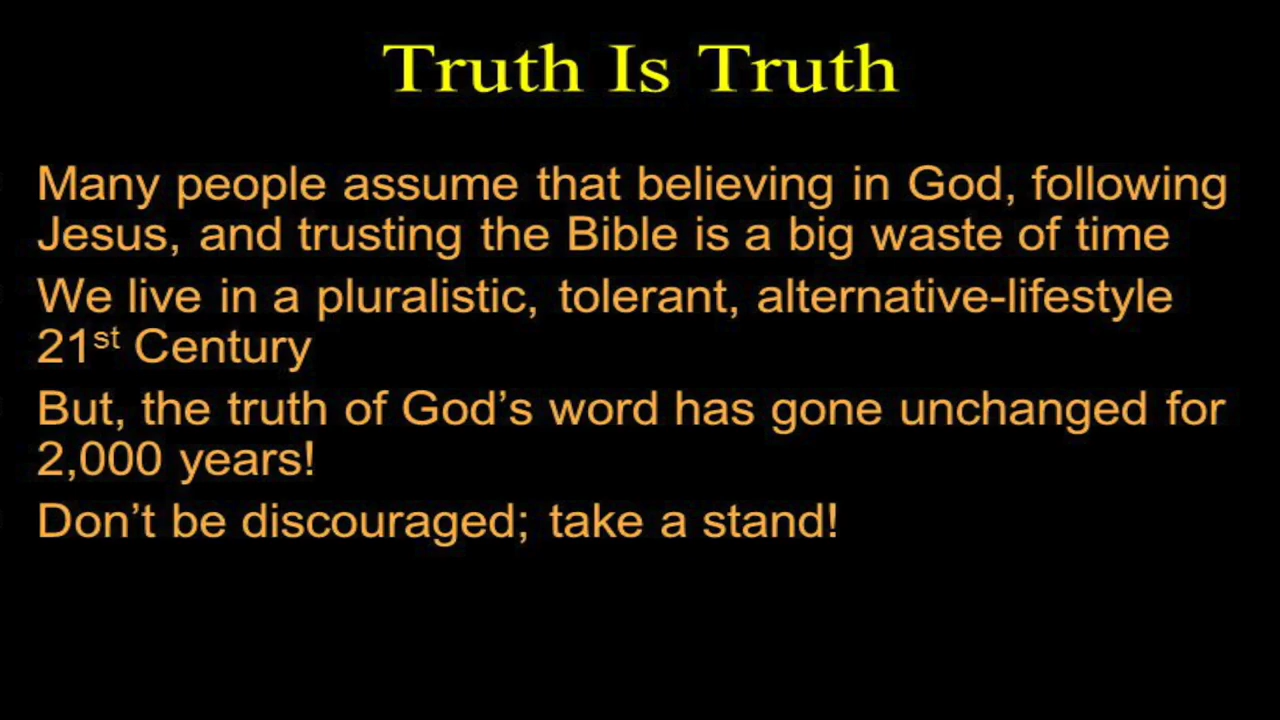 Truth Is Truth
Many people assume that believing in God, following
Jesus, and trusting the Bible is a big waste of time
We live in a pluralistic, tolerant, alternative-lifestyle
21st Century
But, the truth of God’s word has gone unchanged for
2,000 years!
Don’t be discouraged; take a stand!